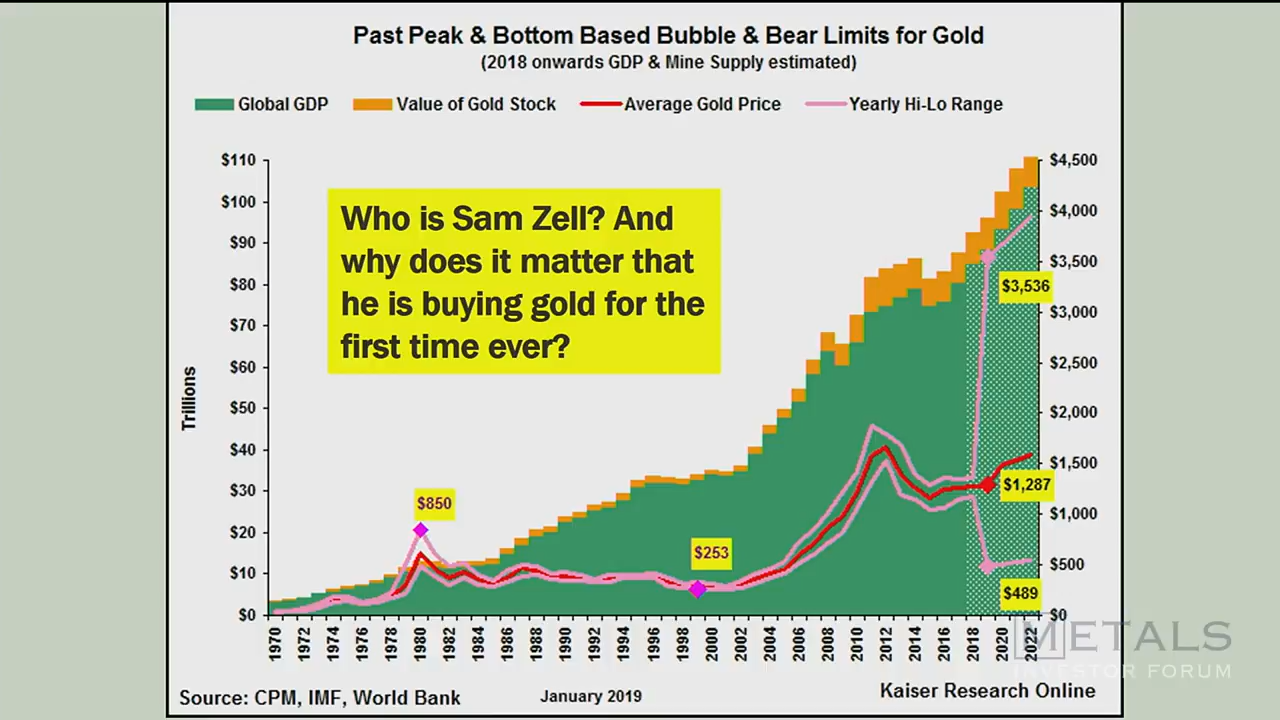 Past Peak & Bottom Based Bubble & Bear Limits for Gold
(2018 onwards GDP & Mine Supply estimated)
Global GDP Value of Gold Stock Average Gold Price Yearly Hi-Lo Range
$110 $4,500
$100 $4,000
$90 $3,500
$80 $3,000
$70 $2,500
$60 $2,000
$50 $1,500
$40 $1,000
$30 $500
$20 $0
$10
$0
Trillions
Who is Sam Zell? And
why does it matter that
he is buying gold for the
first time ever?
$850
$253
$3,536
$1,287
$489
1970 1972 1974 1976 1978 1980 1982 1984 1986 1988 1990 1992 1994 1996 1998 2000 2002 2004 2006 2008 2010 2012 2014 2016 2018 2020 2022
METALS
INVESTOR FORUM
Source: CPM, IMF, World Bank
January 2019
Kaiser Research Online